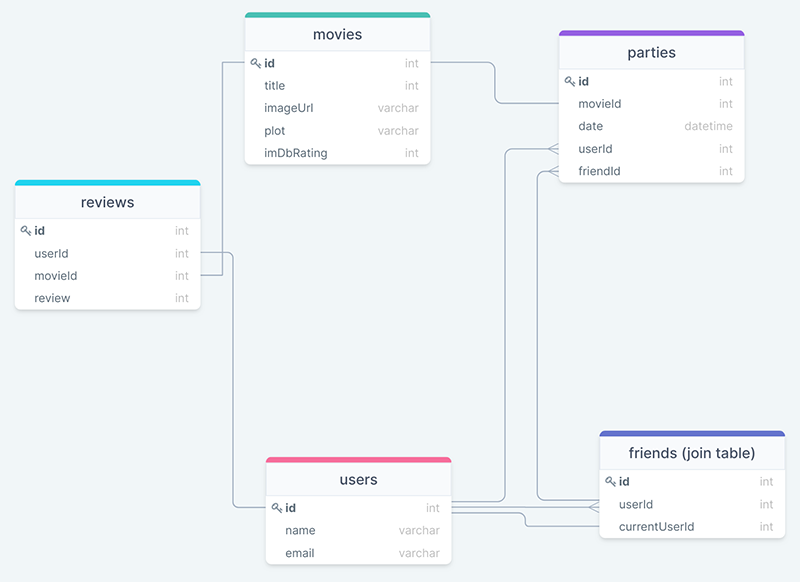 movies
id int
title int
imageUrl varchar
plot varchar
imDbRating int
parties
id int
movieId int
date datetime
userId int
friendId int
reviews
id int
userId int
movieId int
review int
users
id int
name varchar
email varchar
friends (join table)
id int
userId int
currentUserId int